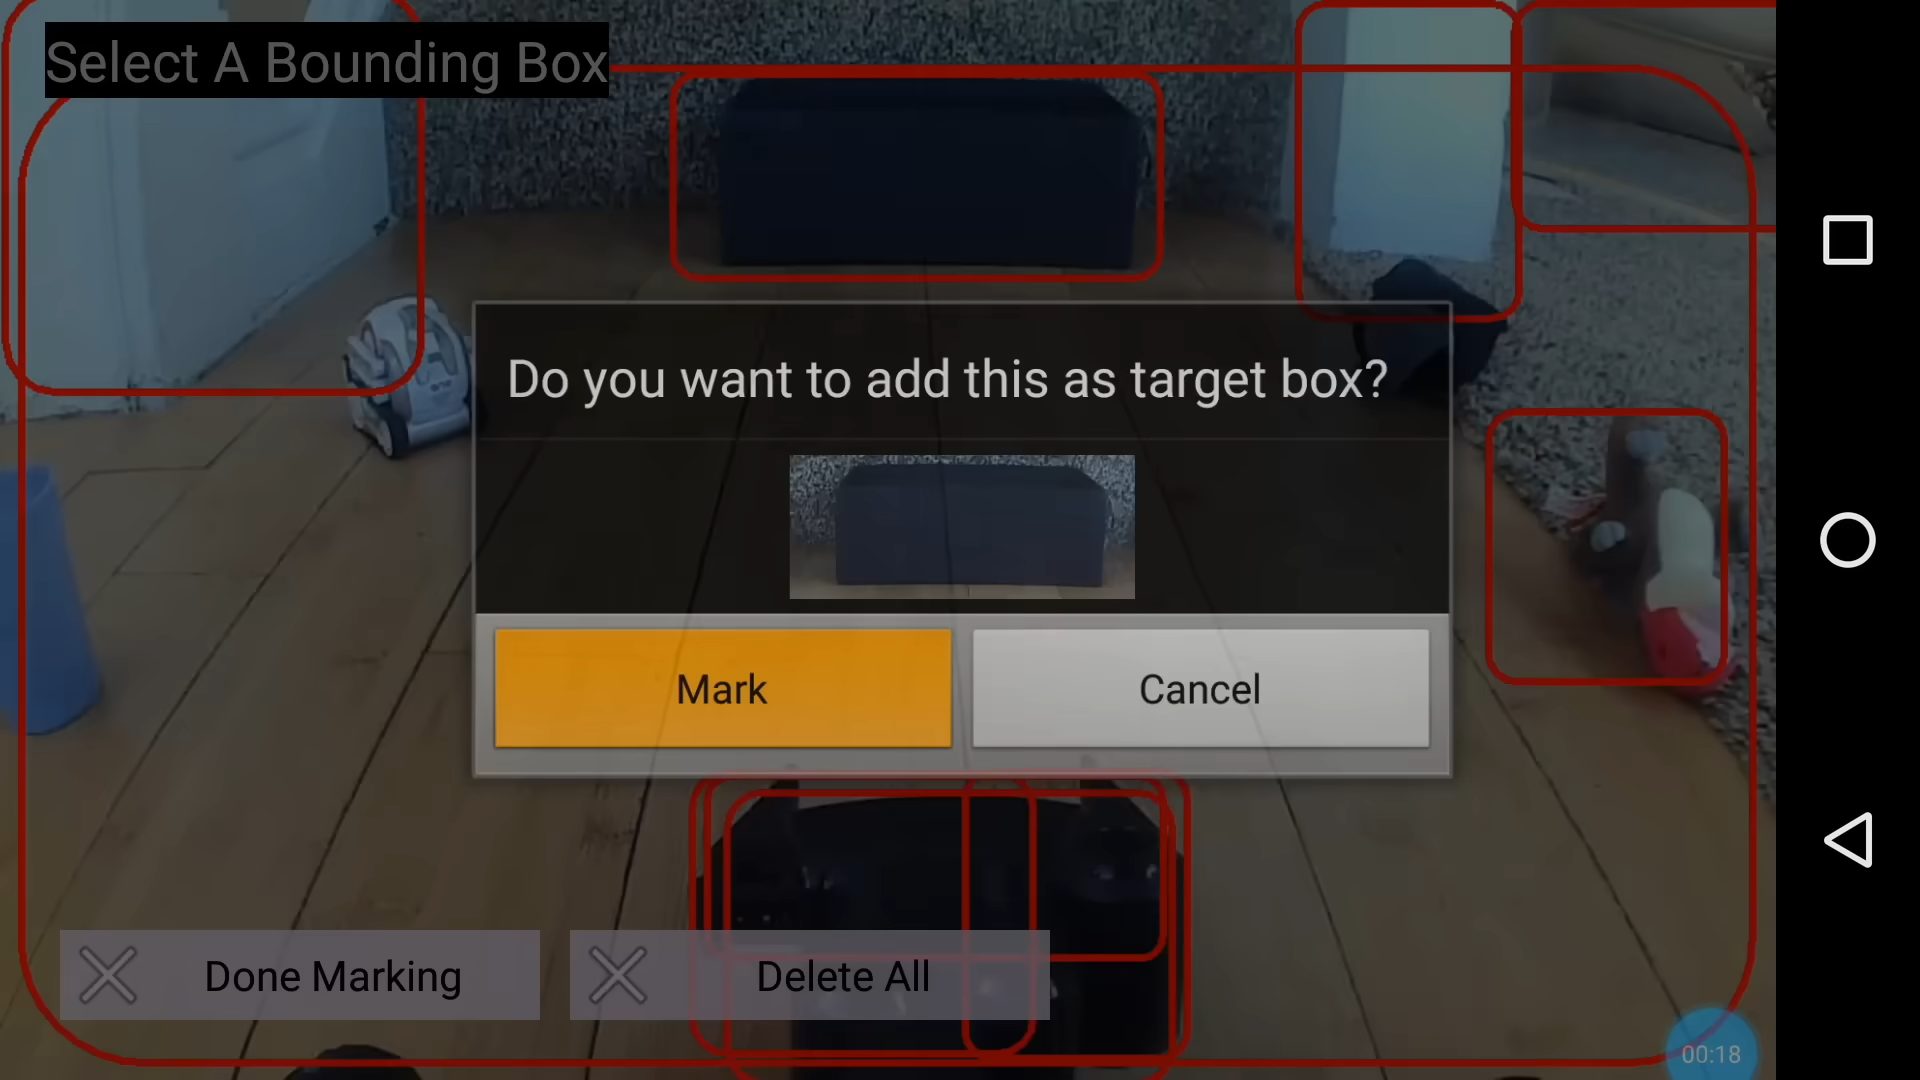 Select A Bounding Box
Do you want to add this as target box?
Mark
Cancel
Done Marking
Delete All
00:18